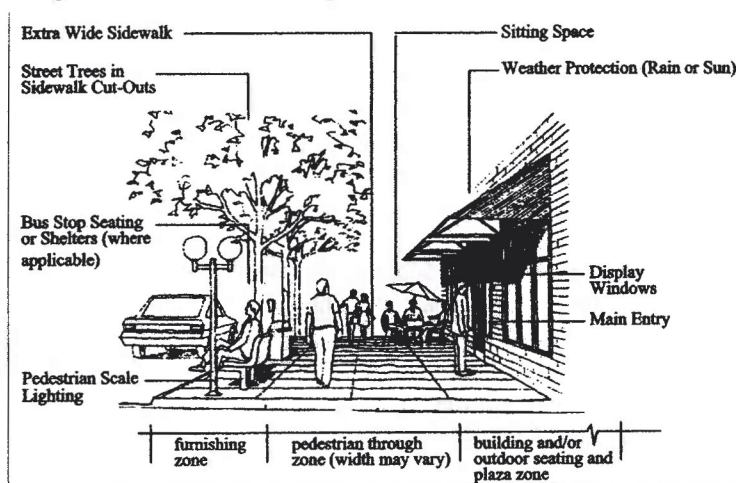 Extra Wide Sidewalk
Sitting Space
Street Trees in
Sidewalk Cut-Outs
Weather Protection (Rain or Sun)
Bus Stop Seating
or Shelters (where
applicable)
Display
Windows
Main Entry
Pedestrian Scale
Lighting
furnishing
zone
pedestrian through
zone (width may vary)
building and/or
outdoor seating and
plaza zone